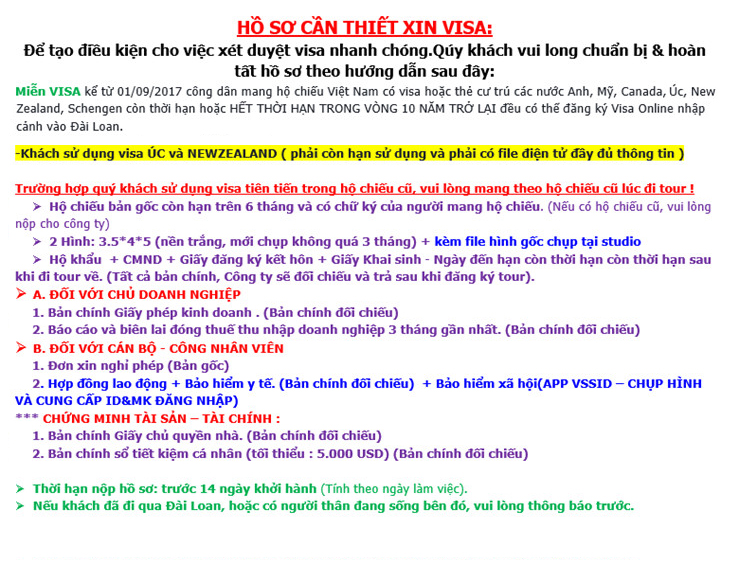 HỒ SƠ CẦN THIẾT XIN VISA:
Để tạo điều kiện cho việc xét duyệt visa nhanh chóng.Qúy khách vui long chuẩn bị & hoàn
tất hồ sơ theo hướng dẫn sau đây:
Miễn VISA kể từ 01/09/2017 công dân mang hộ chiếu Việt Nam có visa hoặc thẻ cư trú các nước Anh, Mỹ, Canada, Úc, New
Zealand, Schengen còn thời hạn hoặc HẾT THỜI HẠN TRONG VÒNG 10 NĂM TRỞ LẠI đều có thể đăng ký Visa Online nhập
cảnh vào Đài Loan.
-Khách sử dụng visa ÚC và NEWZEALAND ( phải còn hạn sử dụng và phải có file điện tử đầy đủ thông tin )
Trường hợp quý khách sử dụng visa tiên tiến trong hộ chiếu cũ, vui lòng mang theo hộ chiếu cũ lúc đi tour !
➢ Hộ chiếu bản gốc còn hạn trên 6 tháng và có chữ ký của người mang hộ chiếu. (Nếu có hộ chiếu cũ, vui lòng
nộp cho công ty)
➢ 2 Hình: 3.5*4*5 (nền trắng, mới chụp không quá 3 tháng) + kèm file hình gốc chụp tại studio
➢ Hộ khẩu + CMND + Giấy đăng ký kết hôn + Giấy Khai sinh - Ngày đến hạn còn thời hạn còn thời hạn sau
khi đi tour về. (Tất cả bản chính, Công ty sẽ đối chiếu và trả sau khi đăng ký tour).
➢ A. ĐỐI VỚI CHỦ DOANH NGHIỆP
1. Bản chính Giấy phép kinh doanh . (Bản chính đối chiếu)
2. Báo cáo và biên lai đóng thuế thu nhập doanh nghiệp 3 tháng gần nhất. (Bản chính đối chiếu)
➢ B. ĐỐI VỚI CÁN BỘ - CÔNG NHÂN VIÊN
1. Đơn xin nghỉ phép (Bản gốc)
2. Hợp đồng lao động + Bảo hiểm y tế. (Bản chính đối chiếu) + Bảo hiểm xã hội(APP VSSID – CHỤP HÌNH
VÀ CUNG CẤP ID&MK ĐĂNG NHẬP)
*** CHỨNG MINH TÀI SẢN – TÀI CHÍNH :
1. Bản chính Giấy chủ quyền nhà. (Bản chính đối chiếu)
2. Bản chính sổ tiết kiệm cá nhân (tối thiểu : 5.000 USD) (Bản chính đối chiếu)
➢ Thời hạn nộp hồ sơ: trước 14 ngày khởi hành (Tính theo ngày làm việc).
➢ Nếu khách đã đi qua Đài Loan, hoặc có người thân đang sống bên đó, vui lòng thông báo trước.